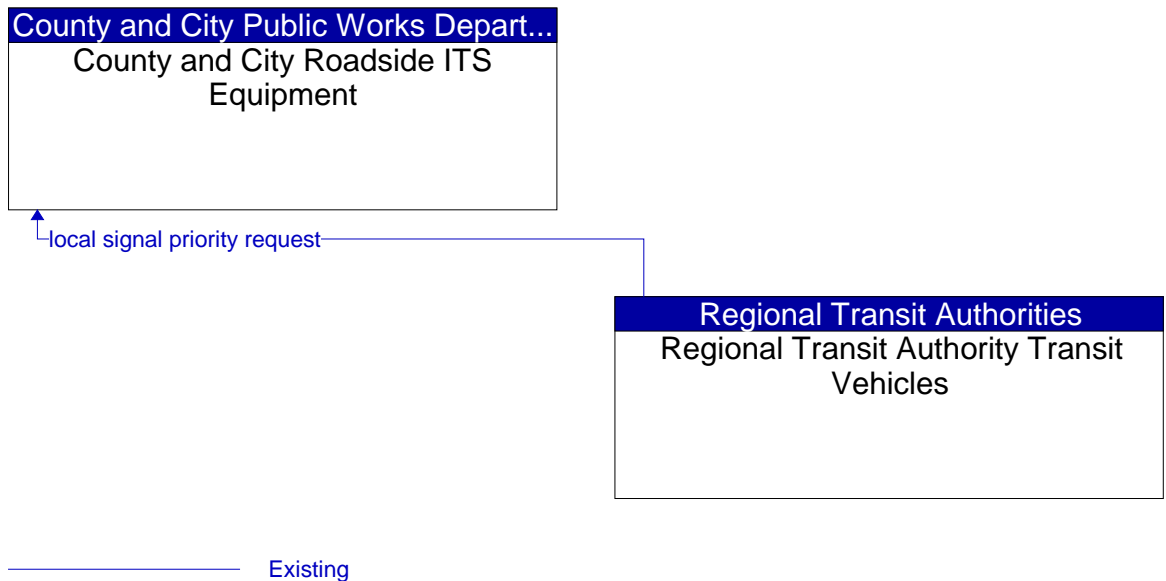 County and City Public Works Depart...
County and City Roadside ITS
Equipment
local signal priority request
Regional Transit Authorities
Regional Transit Authority Transit
Vehicles
Existing